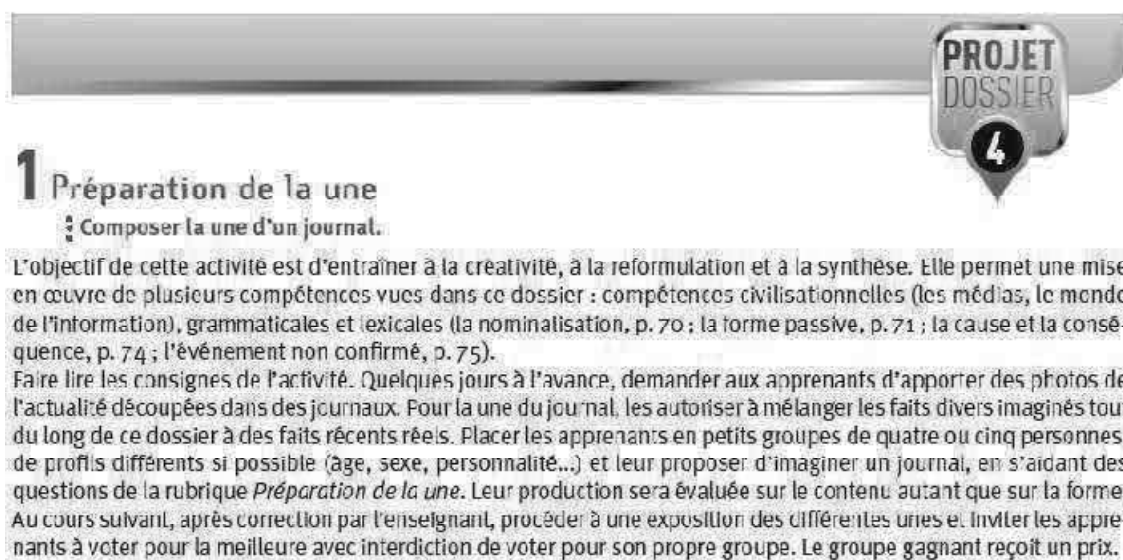 PROJET
DOSSIER
4
1 Préparation de la une
Composer la une d'un journal.
L'objectif de cette activité est d'entraîner à la créativité, à la reformulation et à la synthèse. Elle permet une mise
en œuvre de plusieurs compétences vues dans ce dossier : compétences civilisationnelles (les médias, le monde
de l'information), grammaticales et lexicales (la nominalisation, p. 70 ; la forme passive, p. 71 ; la cause et la consé-
quence, p. 74 ; l'événement non confirmé, p. 75).
Faire lire les consignes de l'activité. Quelques jours à l'avance, demander aux apprenants d'apporter des photos de
l'actualité découpées dans des journaux. Pour la une du journal, les autoriser à mélanger les faits divers imaginés tou
du long de ce dossier à des faits récents réels. Placer les apprenants en petits groupes de quatre ou cinq personnes
de profils différents si possible (âge, sexe, personnalité...) et leur proposer d'imaginer un journal, en s'aidant des
questions de la rubrique Préparation de la une. Leur production sera évaluée sur le contenu autant que sur la forme
Au cours suivant, après correction par l'enseignant, procéder à une exposition des différentes unes et inviter les appre-
nants à voter pour la meilleure avec interdiction de voter pour son propre groupe. Le groupe gagnant reçoit un prix.